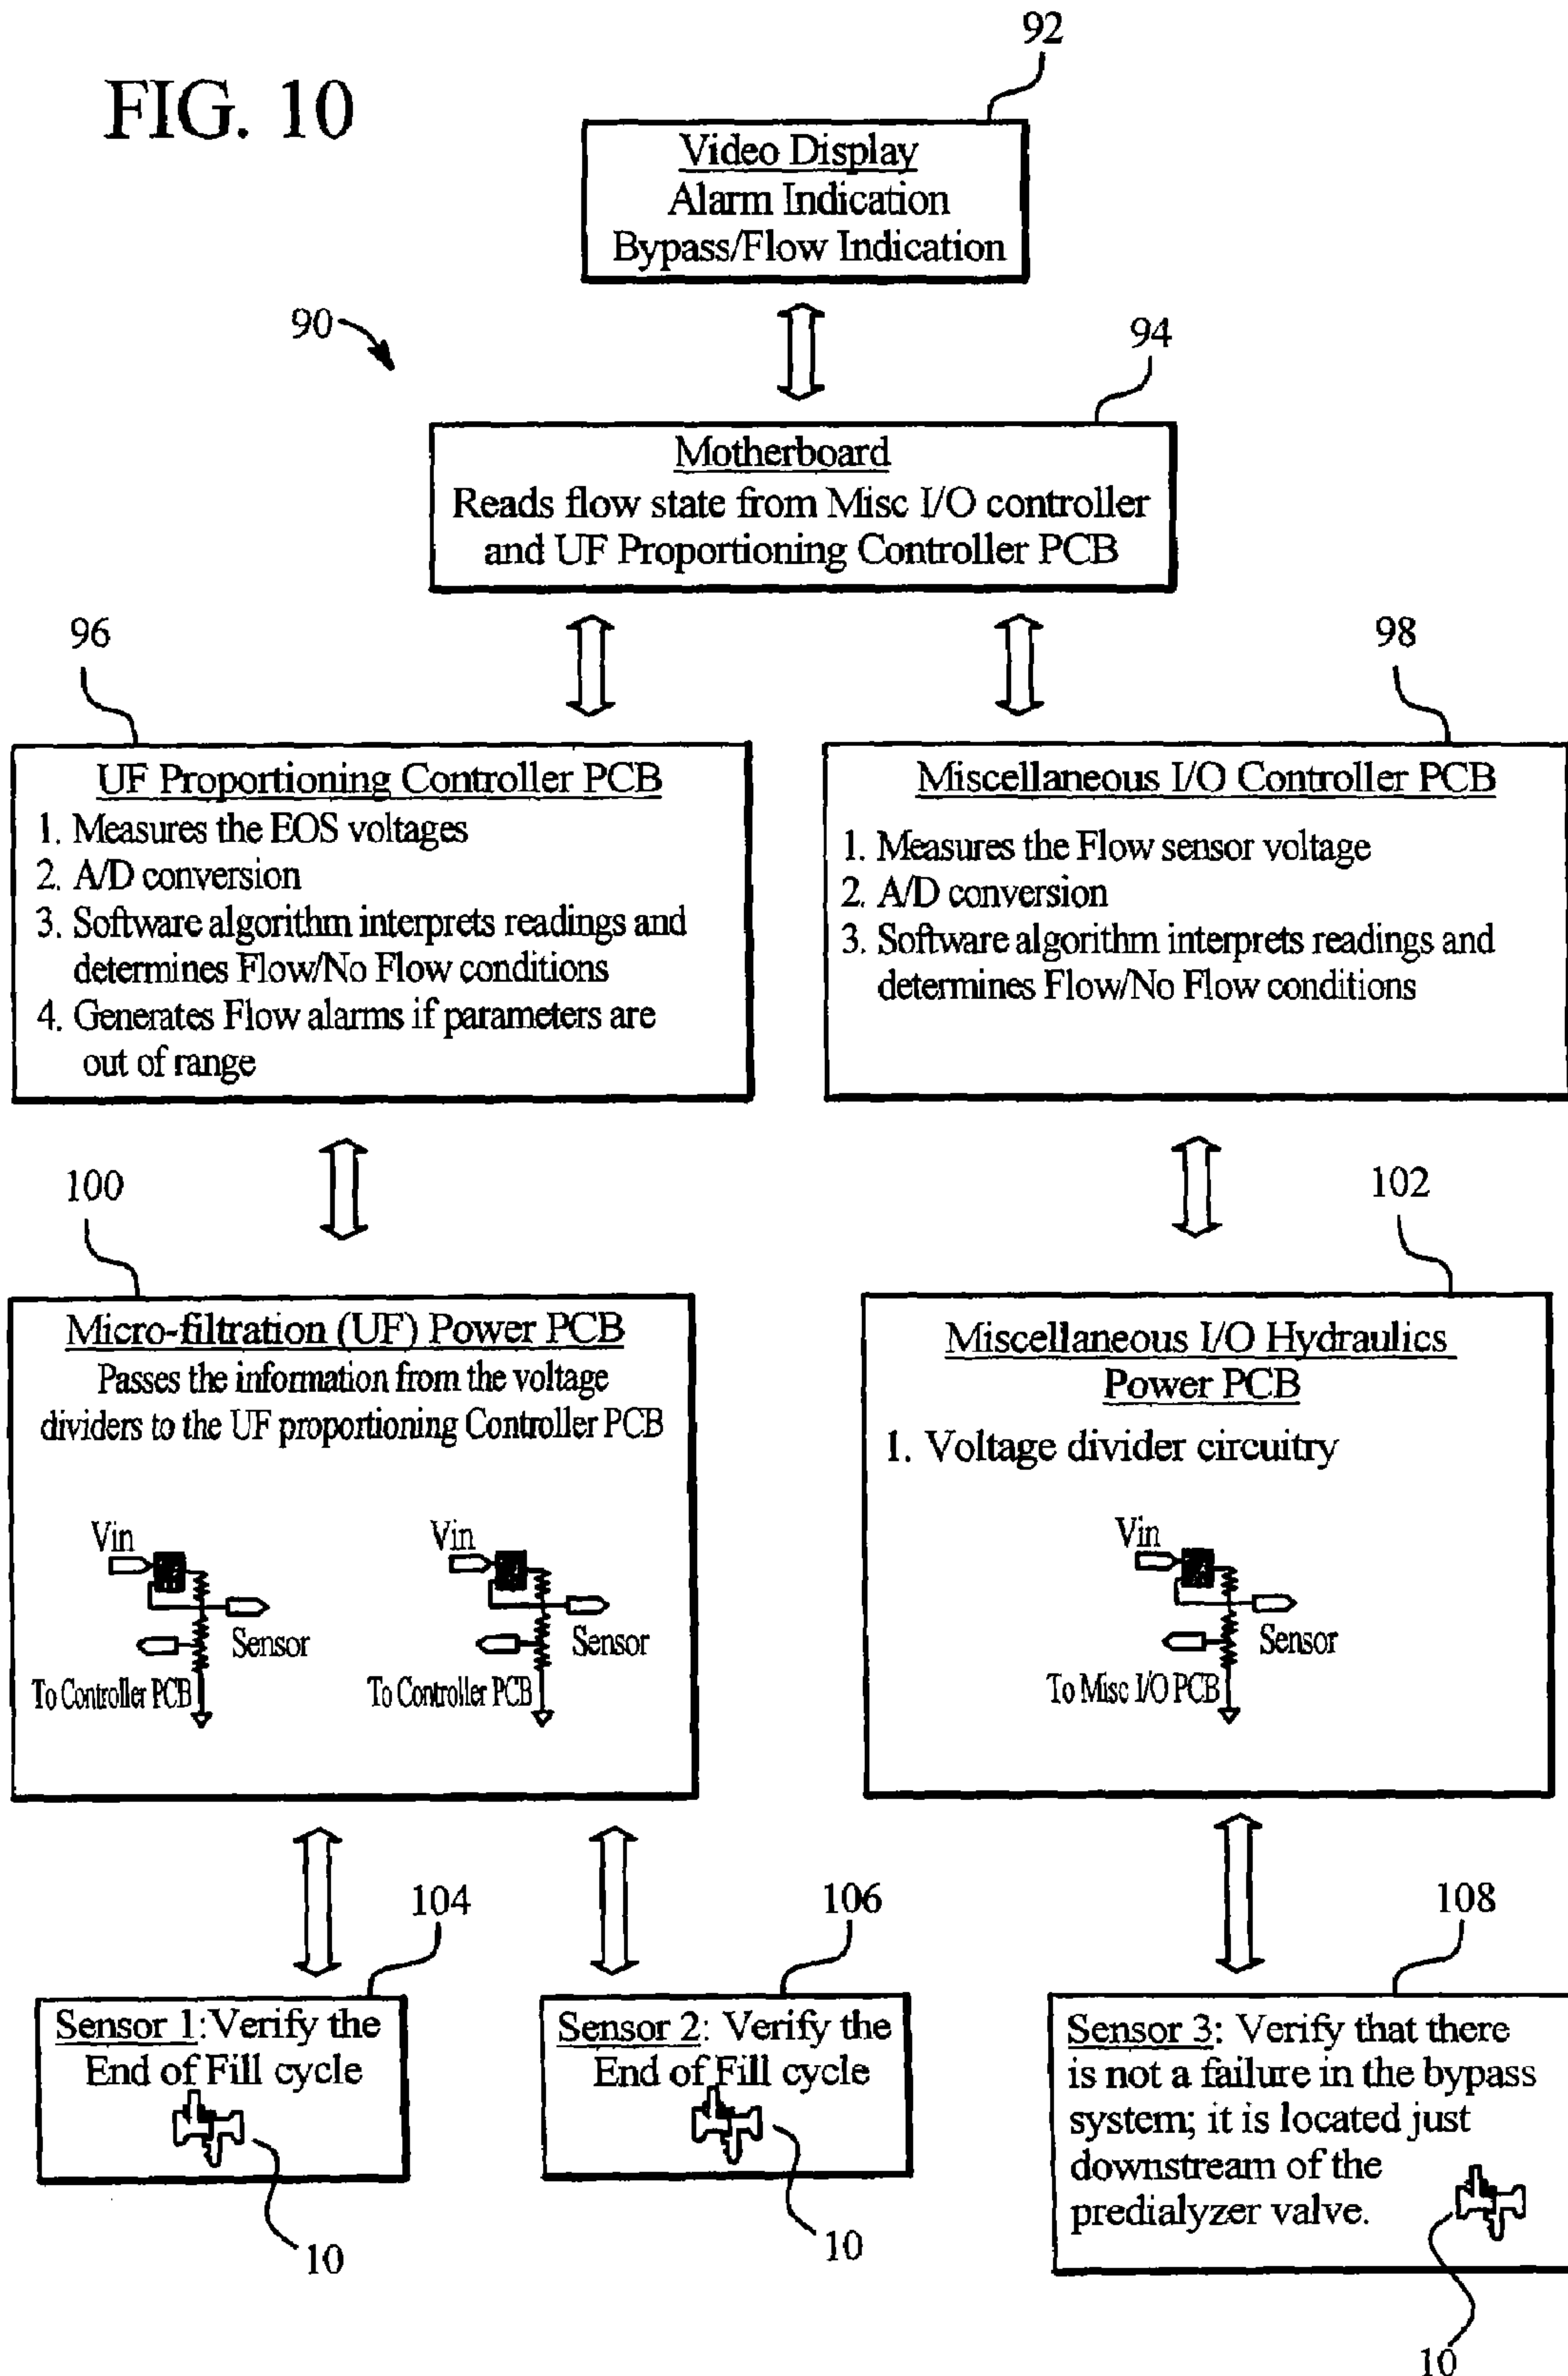 FIG. 10
92
Video Display
Alarm Indication
Bypass/Flow Indication
90
94
Motherboard
Reads flow state from Misc I/O controller
and UF Proportioning Controller PCB
96
98
UF Proportioning Controller PCB
1. Measures the EOS voltages
2. A/D conversion
3. Software algorithm interprets readings and
determines Flow/No Flow conditions
4. Generates Flow alarms if parameters are
out of range
Miscellaneous I/O Controller PCB
1. Measures the Flow sensor voltage
2. A/D conversion
3. Software algorithm interprets readings and
determines Flow/No Flow conditions
100
102
Micro-filtration (UF) Power PCB
Passes the information from the voltage
dividers to the UF proportioning Controller PCB
Vin
Sensor
To Controller PCB
Vin
Sensor
To Controller PCB
Miscellaneous I/O Hydraulics
Power PCB
1. Voltage divider circuitry
Vin
Sensor
To Misc I/O PCB
104
106
108
Sensor 1:Verify the
End of Fill cycle
10
Sensor 2: Verify the
End of Fill cycle
10
Sensor 3: Verify that there
is not a failure in the bypass
system; it is located just
downstream of the
predialyzer valve.
10